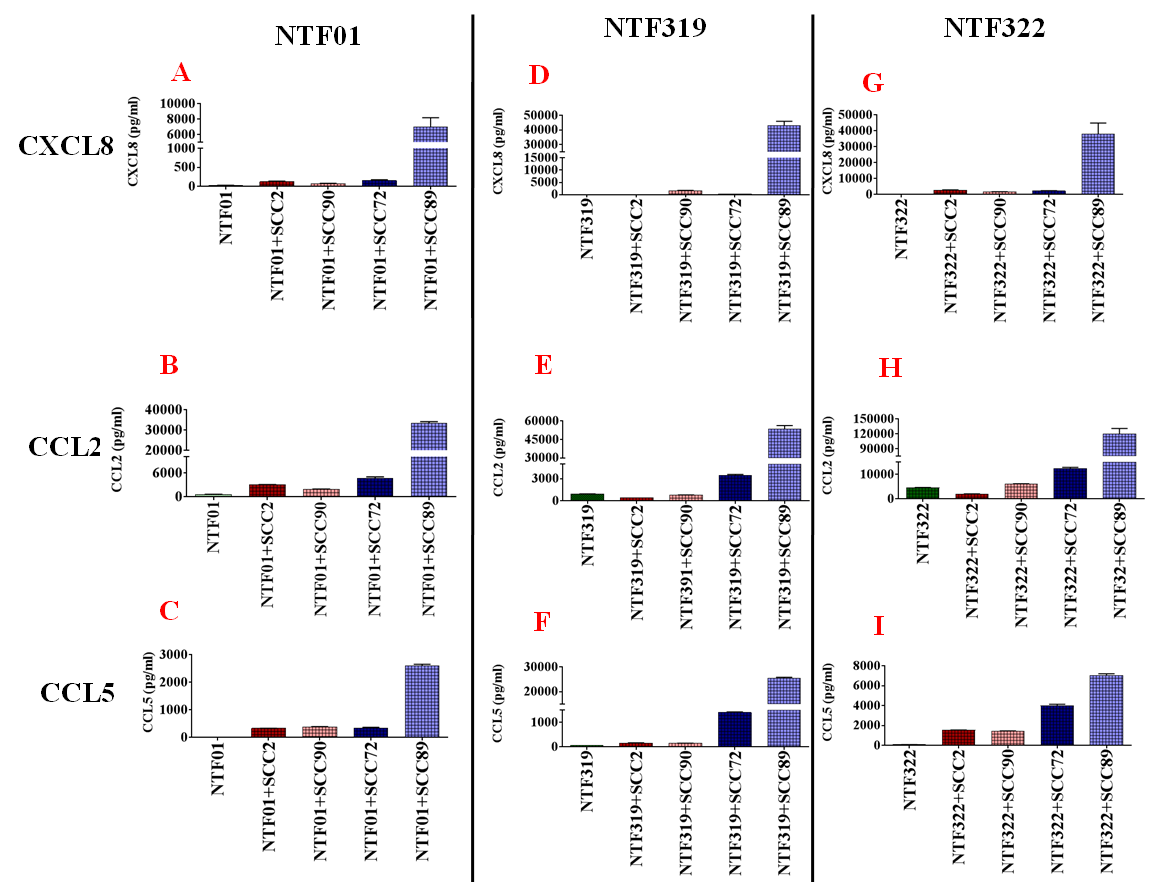 NTF01
NTF319
NTF322
CXCL8
A
CXCL8 (pg/ml)
10000
8000
6000
4000
1000
500
0
NTF01
NTF01+SCC2
NTF01+SCC90
NTF01+SCC72
NTF01+SCC89
D
CXCL8 (pg/ml)
50000
40000
30000
15000
10000
5000
0
NTF319
NTF319+SCC2
NTF319+SCC90
NTF319+SCC72
NTF319+SCC89
G
CXCL8 (pg/ml)
50000
40000
30000
20000
10000
0
NTF322
NTF322+SCC2
NTF322+SCC90
NTF322+SCC72
NTF322+SCC89
CCL2
B
CCL2 (pg/ml)
40000
30000
20000
6000
0
NTF01
NTF01+SCC2
NTF01+SCC90
NTF01+SCC72
NTF01+SCC89
E
CCL2 (pg/ml)
60000
45000
30000
3000
0
NTF319
NTF319+SCC2
NTF391+SCC90
NTF319+SCC72
NTF319+SCC89
H
CCL2 (pg/ml)
150000
120000
90000
10000
0
NTF322
NTF322+SCC2
NTF322+SCC90
NTF322+SCC72
NTF32+SCC89
CCL5
C
CCL5 (pg/ml)
3000
2000
1000
0
NTF01
NTF01+SCC2
NTF01+SCC90
NTF01+SCC72
NTF01+SCC89
F
CCL5 (pg/ml)
30000
20000
10000
1000
0
NTF319
NTF319+SCC2
NTF319+SCC90
NTF319+SCC72
NTF319+SCC89
I
CCL5 (pg/ml)
8000
6000
4000
2000
0
NTF322
NTF322+SCC2
NTF322+SCC90
NTF322+SCC72
NTF322+SCC89